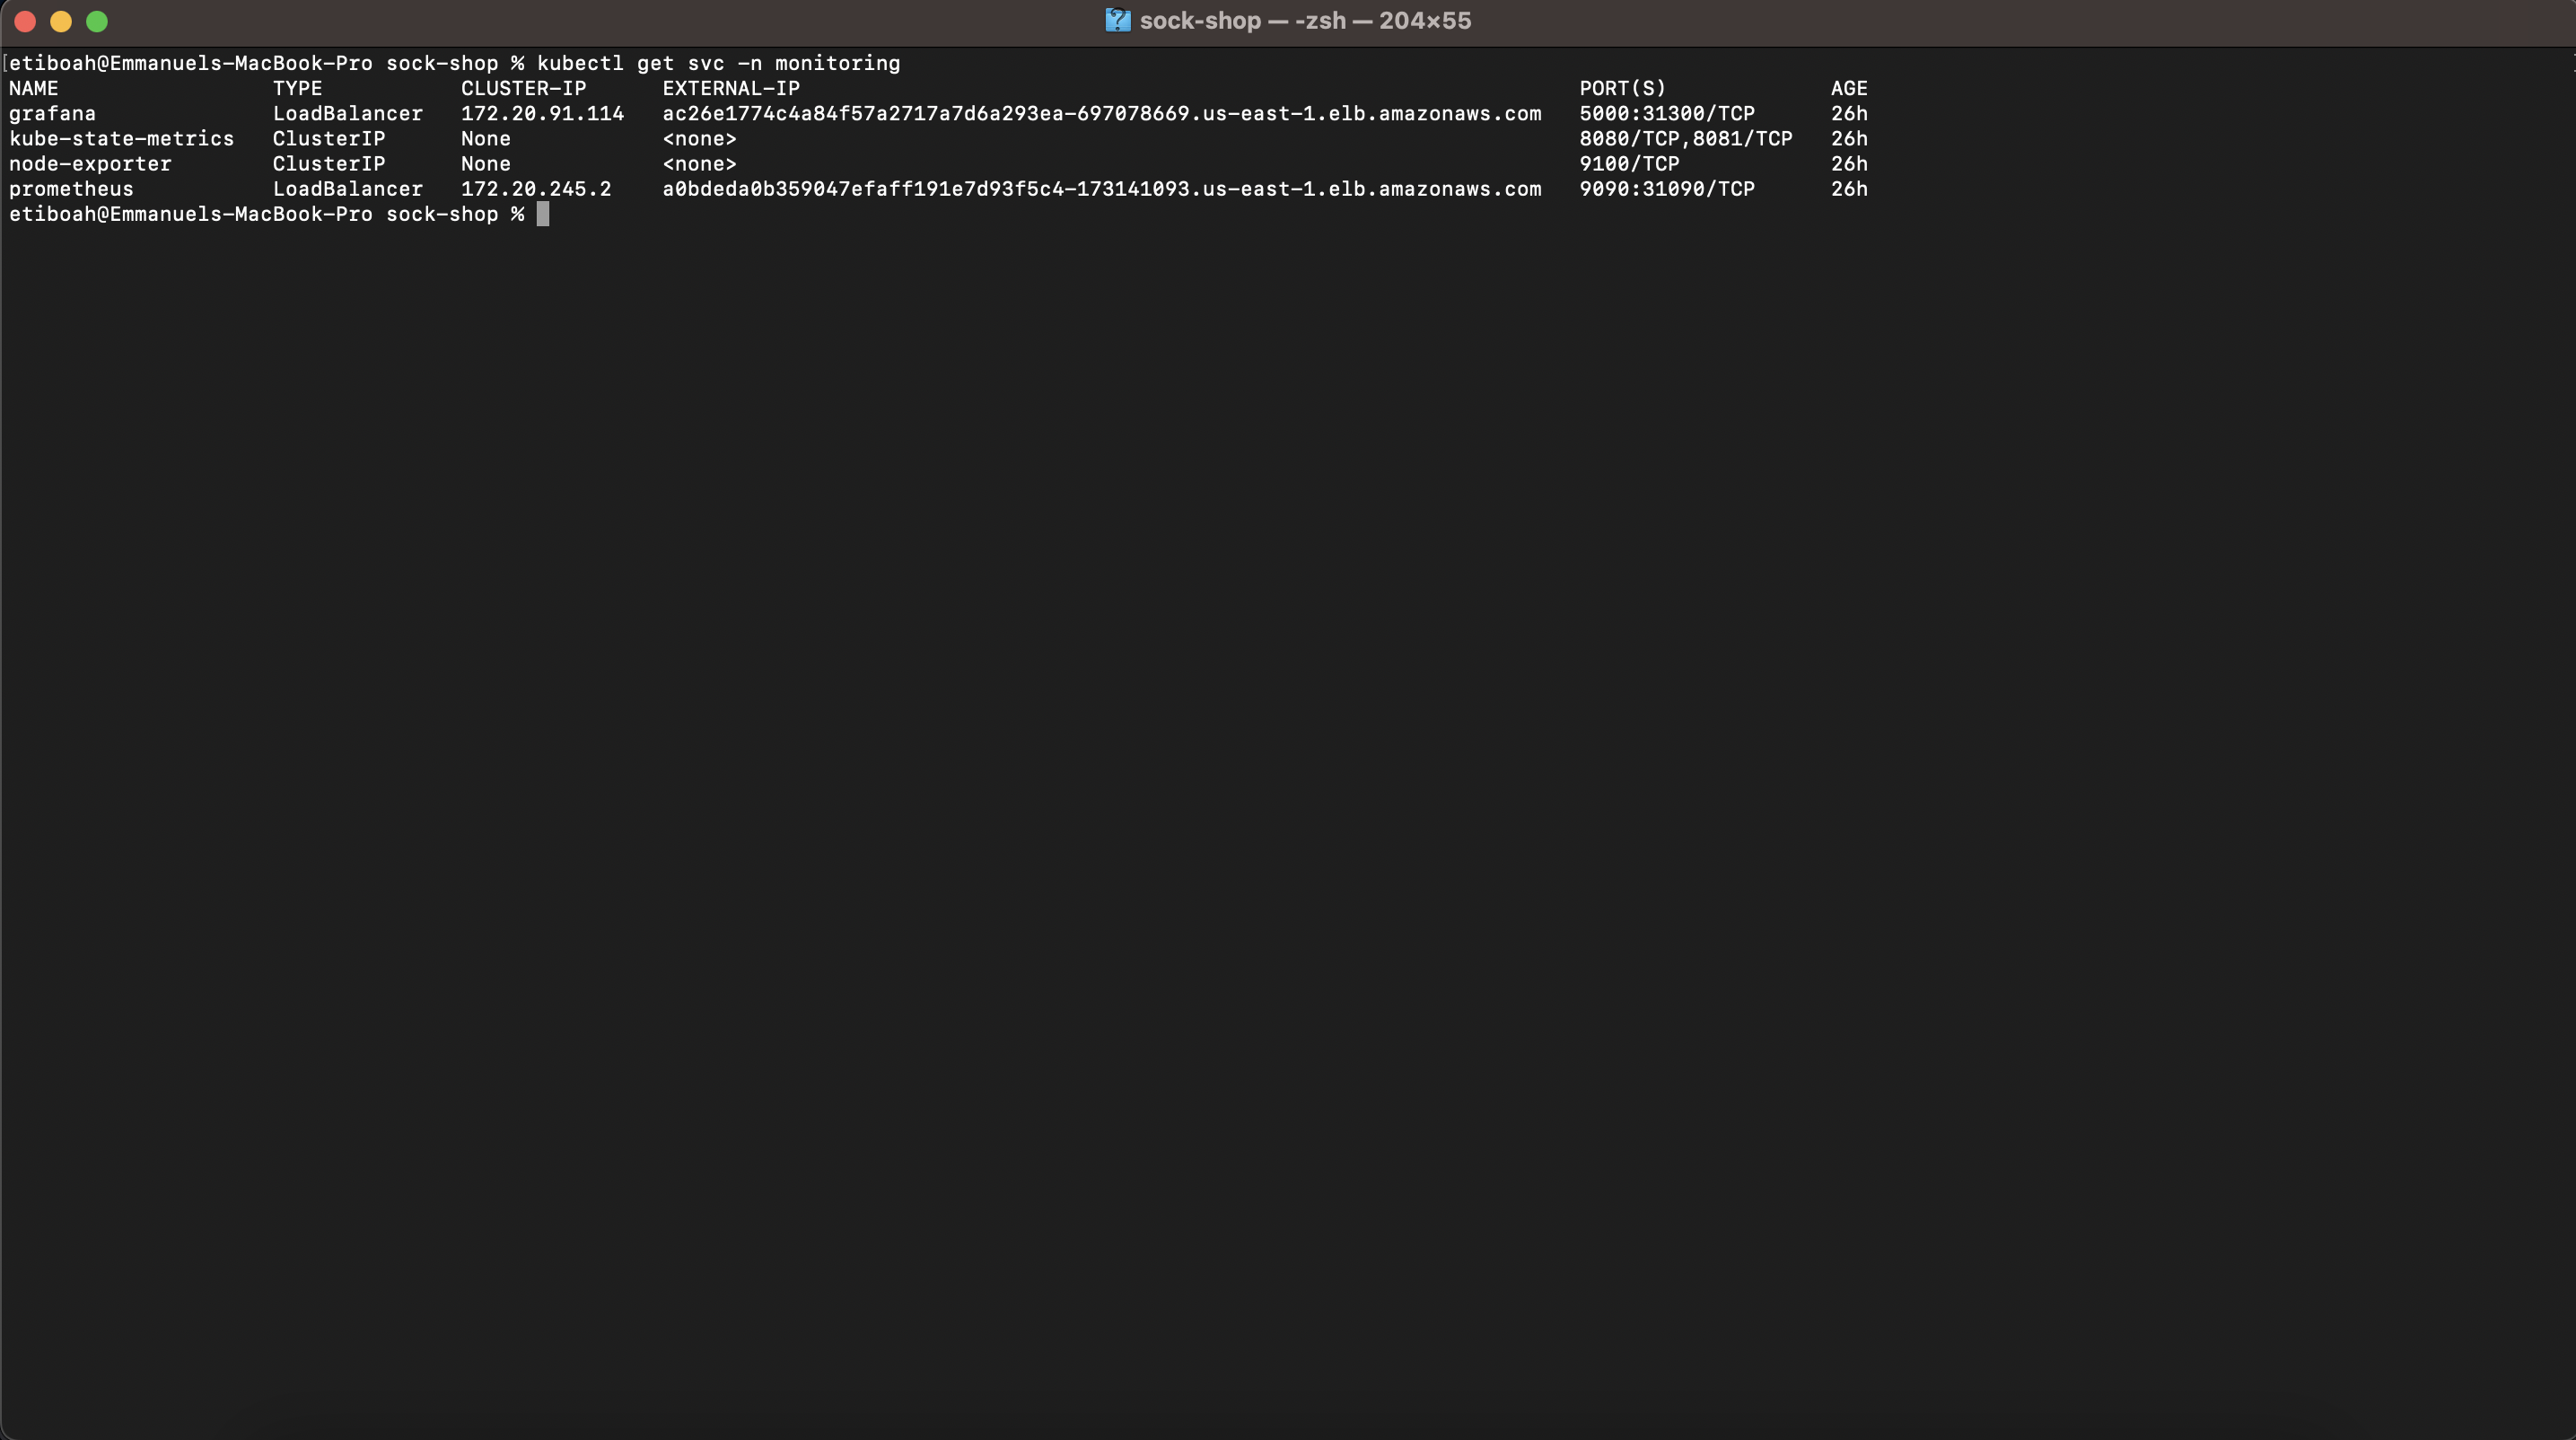 sock-shop — -zsh — 204×55
etiboah@Emmanuels-MacBook-Pro sock-shop % kubectl get svc -n monitoring
NAME TYPE CLUSTER-IP EXTERNAL-IP PORT(S) AGE
grafana LoadBalancer 172.20.91.114 ac26e1774c4a84f57a2717a7d6a293ea-697078669.us-east-1.elb.amazonaws.com 5000:31300/TCP 26h
kube-state-metrics ClusterIP None <none> 8080/TCP,8081/TCP 26h
node-exporter ClusterIP None <none> 9100/TCP 26h
prometheus LoadBalancer 172.20.245.2 a0bdeda0b359047efaff191e7d93f5c4-173141093.us-east-1.elb.amazonaws.com 9090:31090/TCP 26h
etiboah@Emmanuels-MacBook-Pro sock-shop %